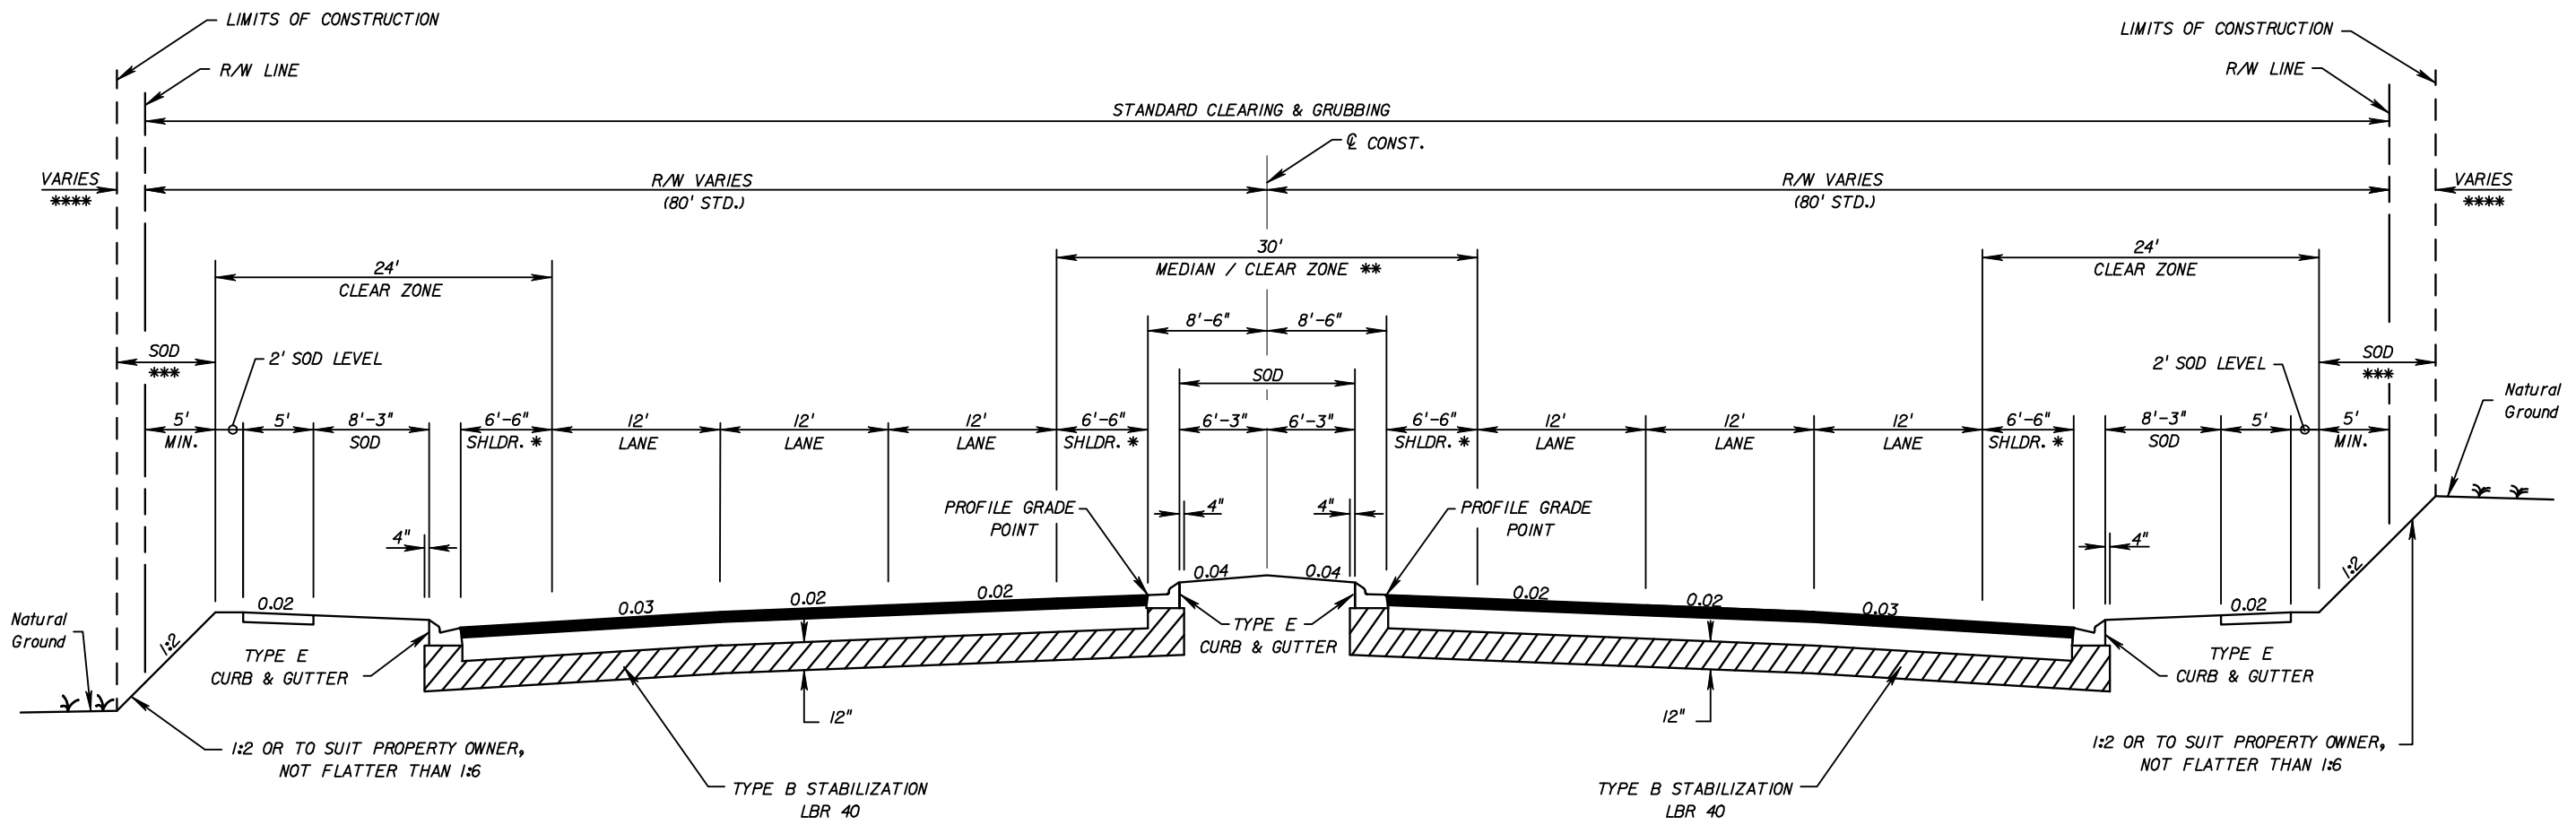 LIMITS OF CONSTRUCTION
LIMITS OF CONSTRUCTION
R/W LINE
R/W LINE
STANDARD CLEARING & GRUBBING
℄ CONST.
VARIES
****
R/W VARIES
(80' STD.)
R/W VARIES
(80' STD.)
VARIES
****
24'
CLEAR ZONE
30'
MEDIAN / CLEAR ZONE **
24'
CLEAR ZONE
8'-6" 8'-6"
SOD
***
2' SOD LEVEL
SOD
2' SOD LEVEL
SOD
***
Natural
Ground
5'
MIN.
5'
8'-3"
SOD
6'-6"
SHLDR. *
12'
LANE
12'
LANE
12'
LANE
6'-6"
SHLDR. *
6'-3" 6'-3"
6'-6"
SHLDR. *
12'
LANE
12'
LANE
12'
LANE
6'-6"
SHLDR. *
8'-3"
SOD
5'
5'
MIN.
PROFILE GRADE
POINT
4"
4"
PROFILE GRADE
POINT
4"
4"
Natural
Ground
1:2
0.02
0.03
0.02
0.02
0.04
0.04
0.02
0.02
0.03
0.02
1:2
TYPE E
CURB & GUTTER
TYPE E
CURB & GUTTER
TYPE E
CURB & GUTTER
12"
12"
1:2 OR TO SUIT PROPERTY OWNER,
NOT FLATTER THAN 1:6
1:2 OR TO SUIT PROPERTY OWNER,
NOT FLATTER THAN 1:6
TYPE B STABILIZATION
LBR 40
TYPE B STABILIZATION
LBR 40